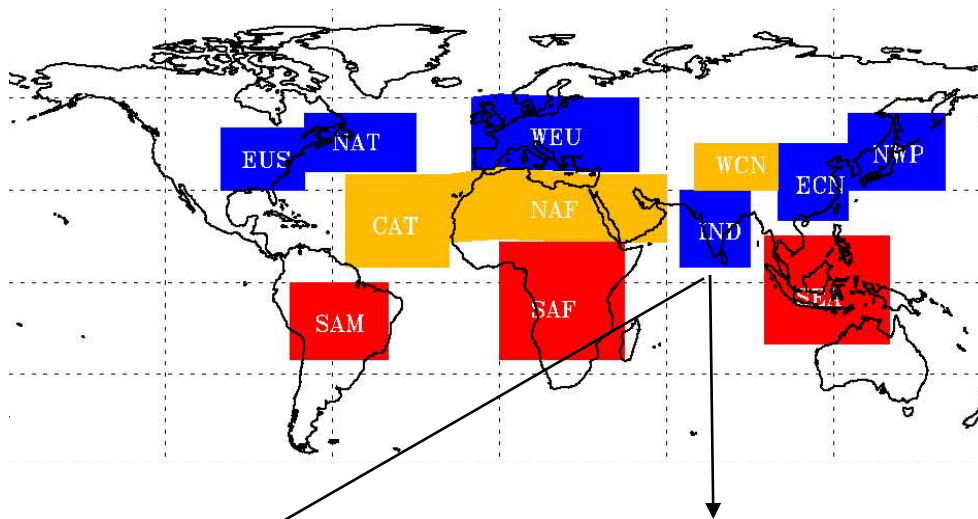 EUS
NAT
WEU
WCN
ECN
NWP
CAT
NAF
IND
SAM
SAF
SEA